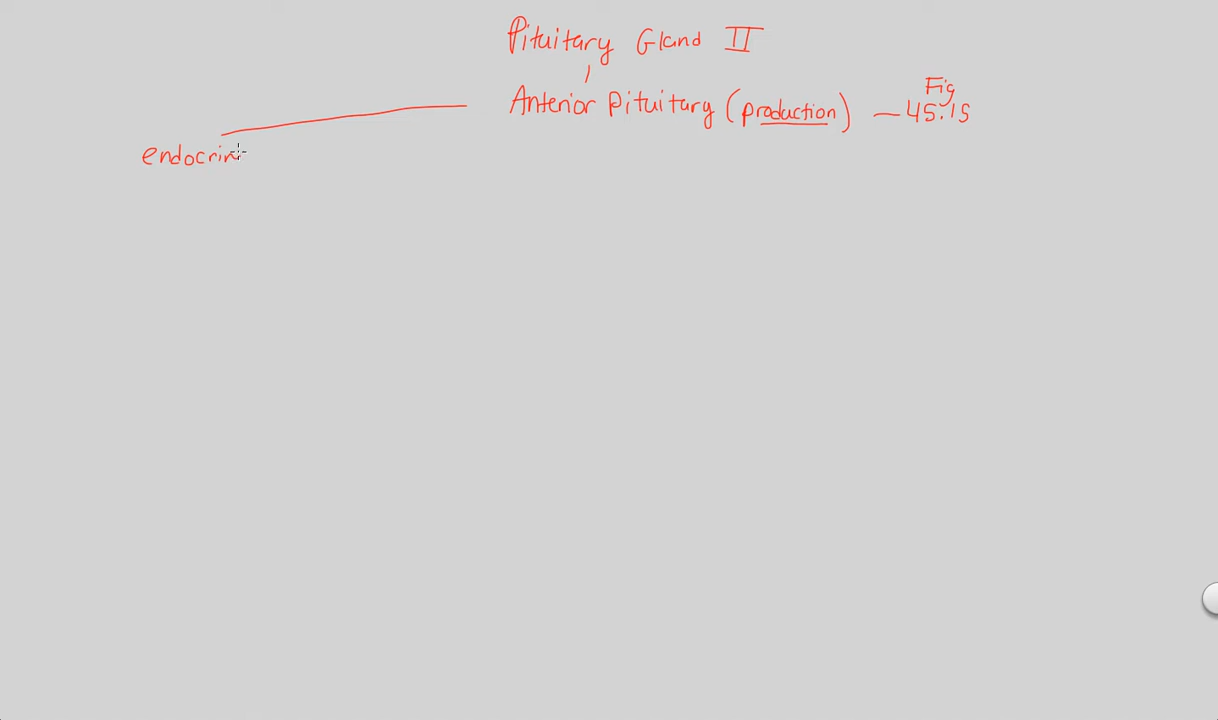 Pituitary Gland II
Anterior Pituitary (production) — Fig 45.15
endocrin